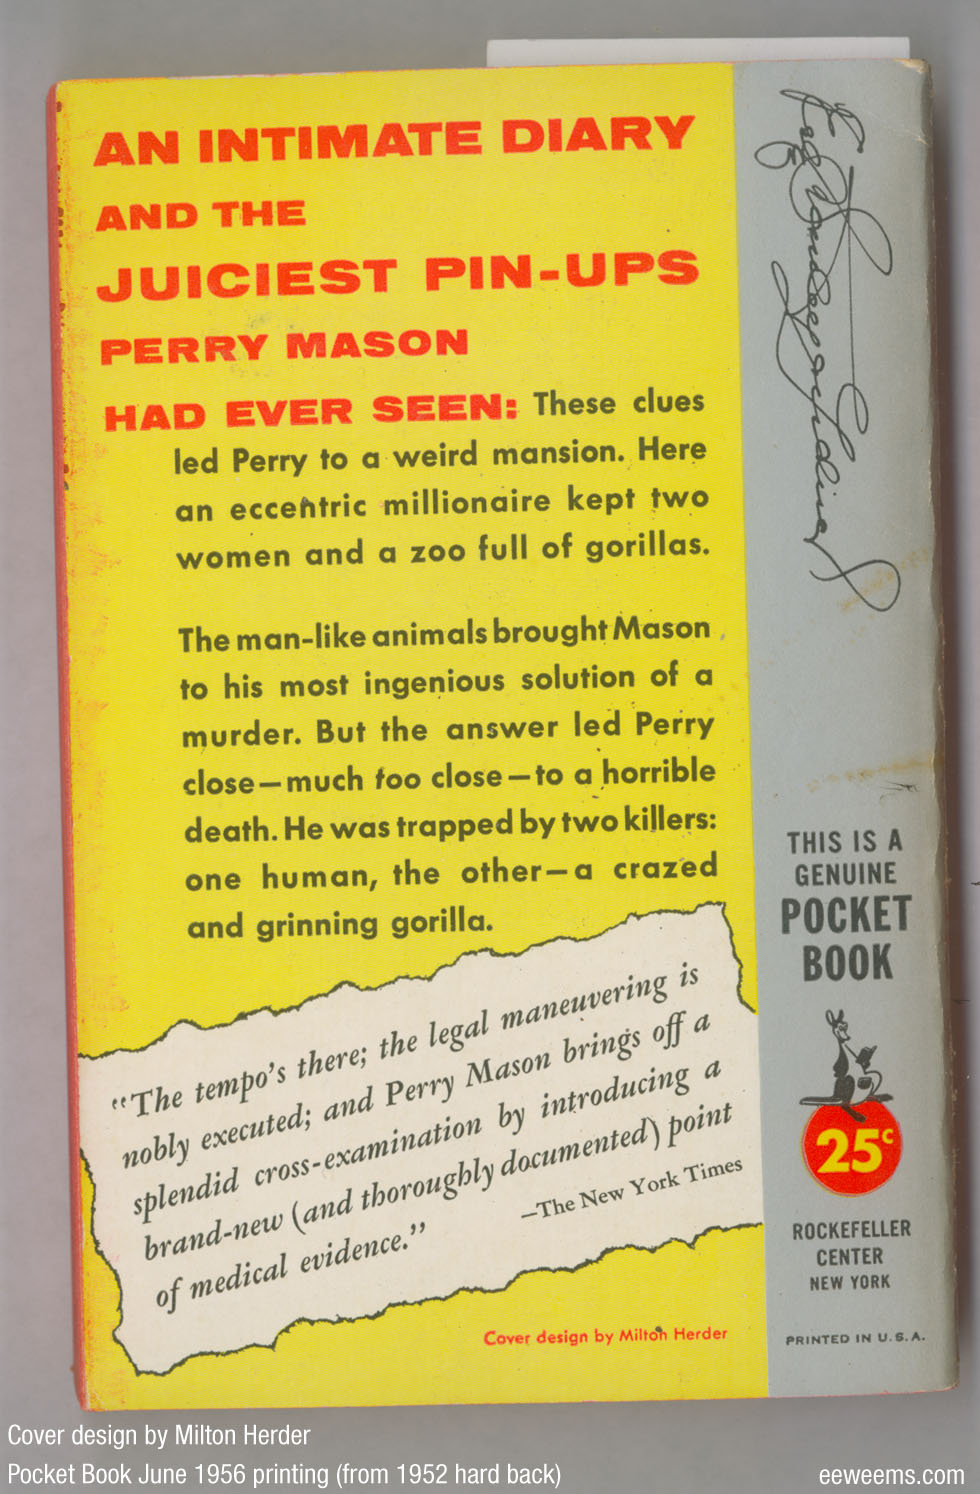 AN INTIMATE DIARY
AND THE
JUICIEST PIN-UPS
PERRY MASON
HAD EVER SEEN: These clues
led Perry to a weird mansion. Here
an eccentric millionaire kept two
women and a zoo full of gorillas.
The man-like animals brought Mason
to his most ingenious solution of a
murder. But the answer led Perry
close—much too close—to a horrible
death. He was trapped by two killers:
one human, the other—a crazed
and grinning gorilla.
"The tempo's there; the legal maneuvering is
nobly executed; and Perry Mason brings off a
splendid cross-examination by introducing a
brand-new (and thoroughly documented) point
of medical evidence."
—The New York Times
Cover design by Milton Herder
Erle Stanley Gardner
THIS IS A
GENUINE
POCKET
BOOK
25c
ROCKEFELLER
CENTER
NEW YORK
PRINTED IN U.S.A.
Cover design by Milton Herder
Pocket Book June 1956 printing (from 1952 hard back)
eeweems.com